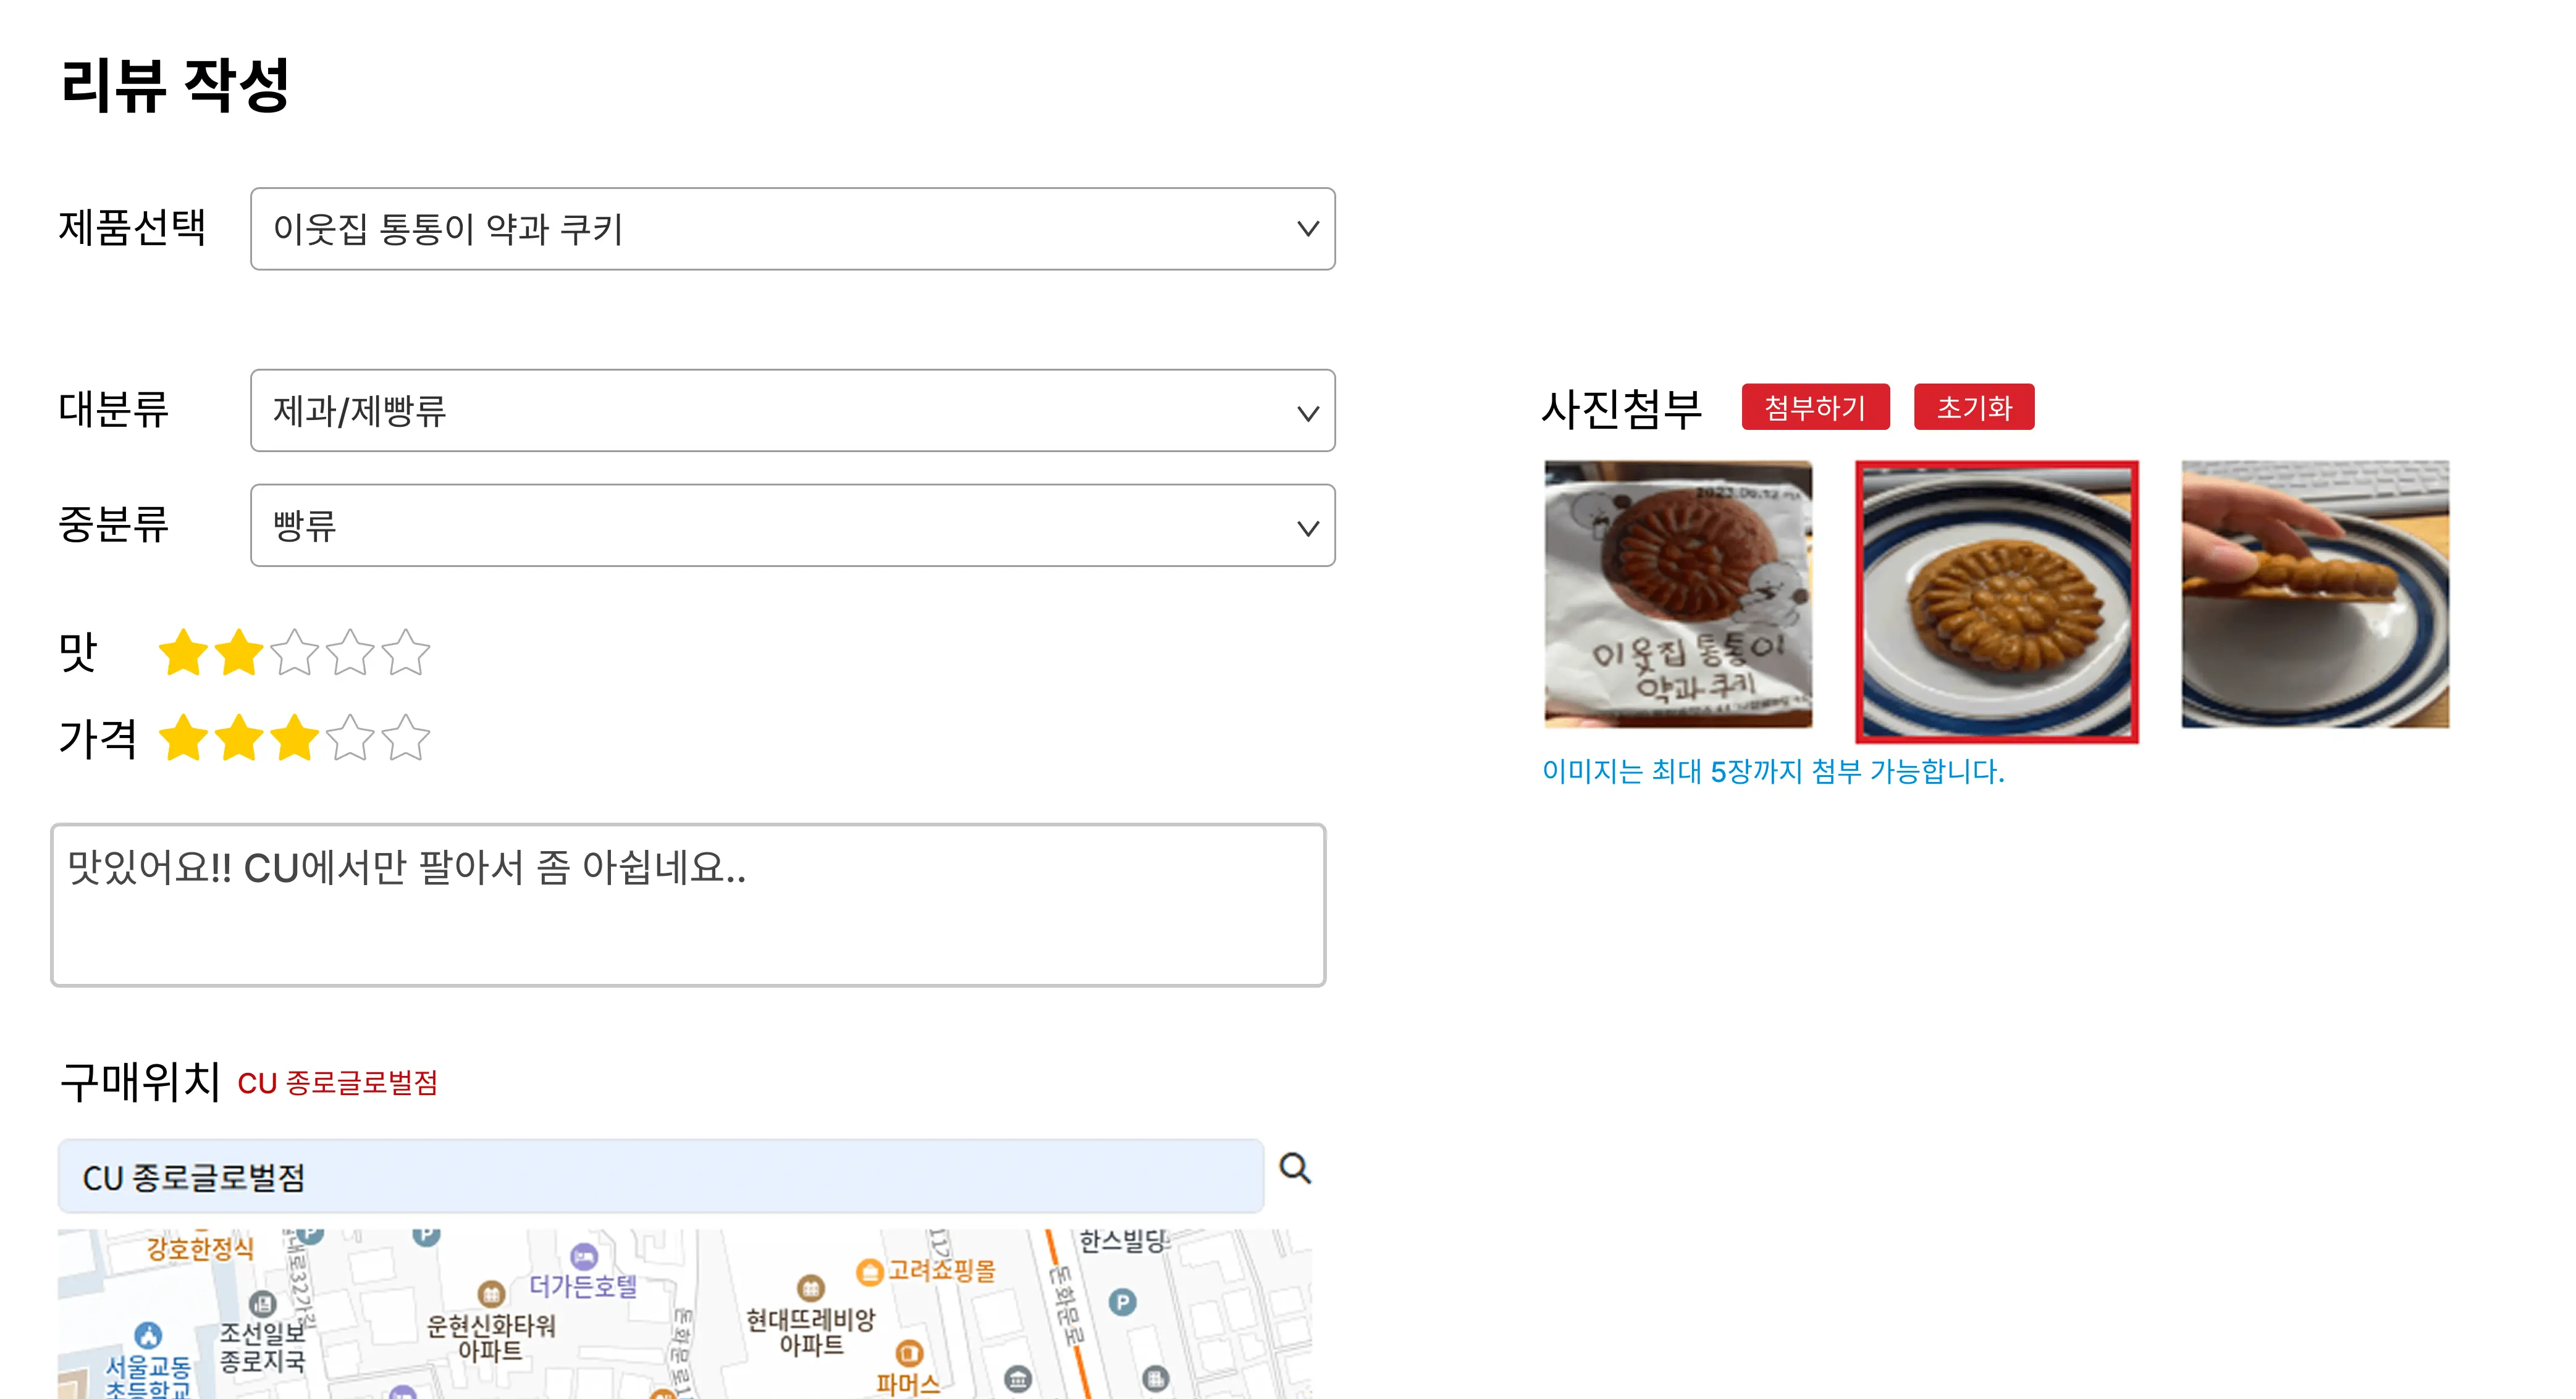 리뷰 작성
제품선택
이웃집 통통이 약과 쿠키
대분류
제과/제빵류
중분류
빵류
맛
가격
사진첨부
첨부하기
초기화
이웃집 통통이
약과 쿠키
이미지는 최대 5장까지 첨부 가능합니다.
맛있어요!! CU에서만 팔아서 좀 아쉽네요..
구매위치
CU 종로글로벌점
CU 종로글로벌점
강호한정식
한스빌딩
더가든호텔
고려쇼핑몰
돈화문로
P
운현신화타워
아파트
현대뜨레비앙
아파트
조선일보
종로지국
서울교동
초등학교
파머스